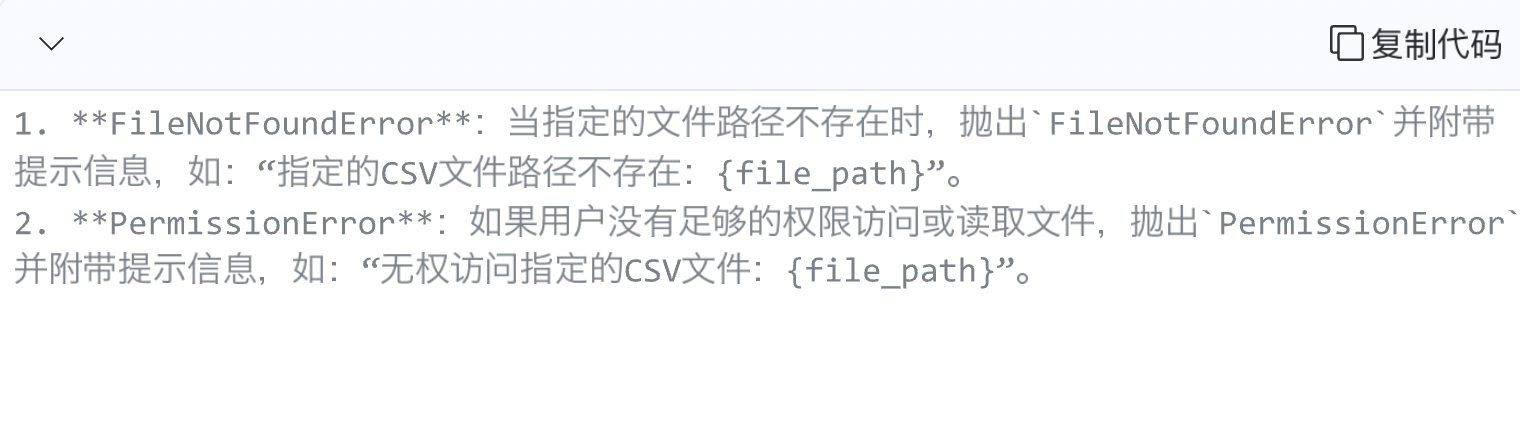 复制代码
1. **FileNotFoundError**：当指定的文件路径不存在时，抛出`FileNotFoundError`并附带
提示信息，如：“指定的CSV文件路径不存在：{file_path}”。
2. **PermissionError**：如果用户没有足够的权限访问或读取文件，抛出`PermissionError`
并附带提示信息，如：“无权访问指定的CSV文件：{file_path}”。